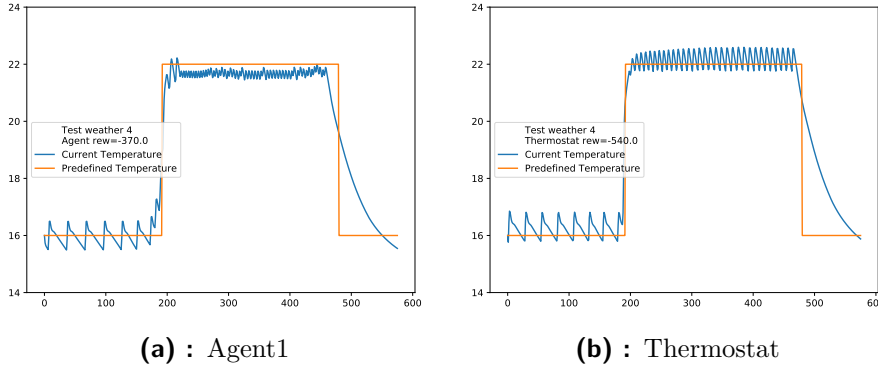 24
22
20
18
16
14
0
100
200
300
400
500
600
Test weather 4
Agent rew=-370.0
Current Temperature
Predefined Temperature
(a) : Agent1
24
22
20
18
16
14
0
100
200
300
400
500
600
Test weather 4
Thermostat rew=-540.0
Current Temperature
Predefined Temperature
(b) : Thermostat